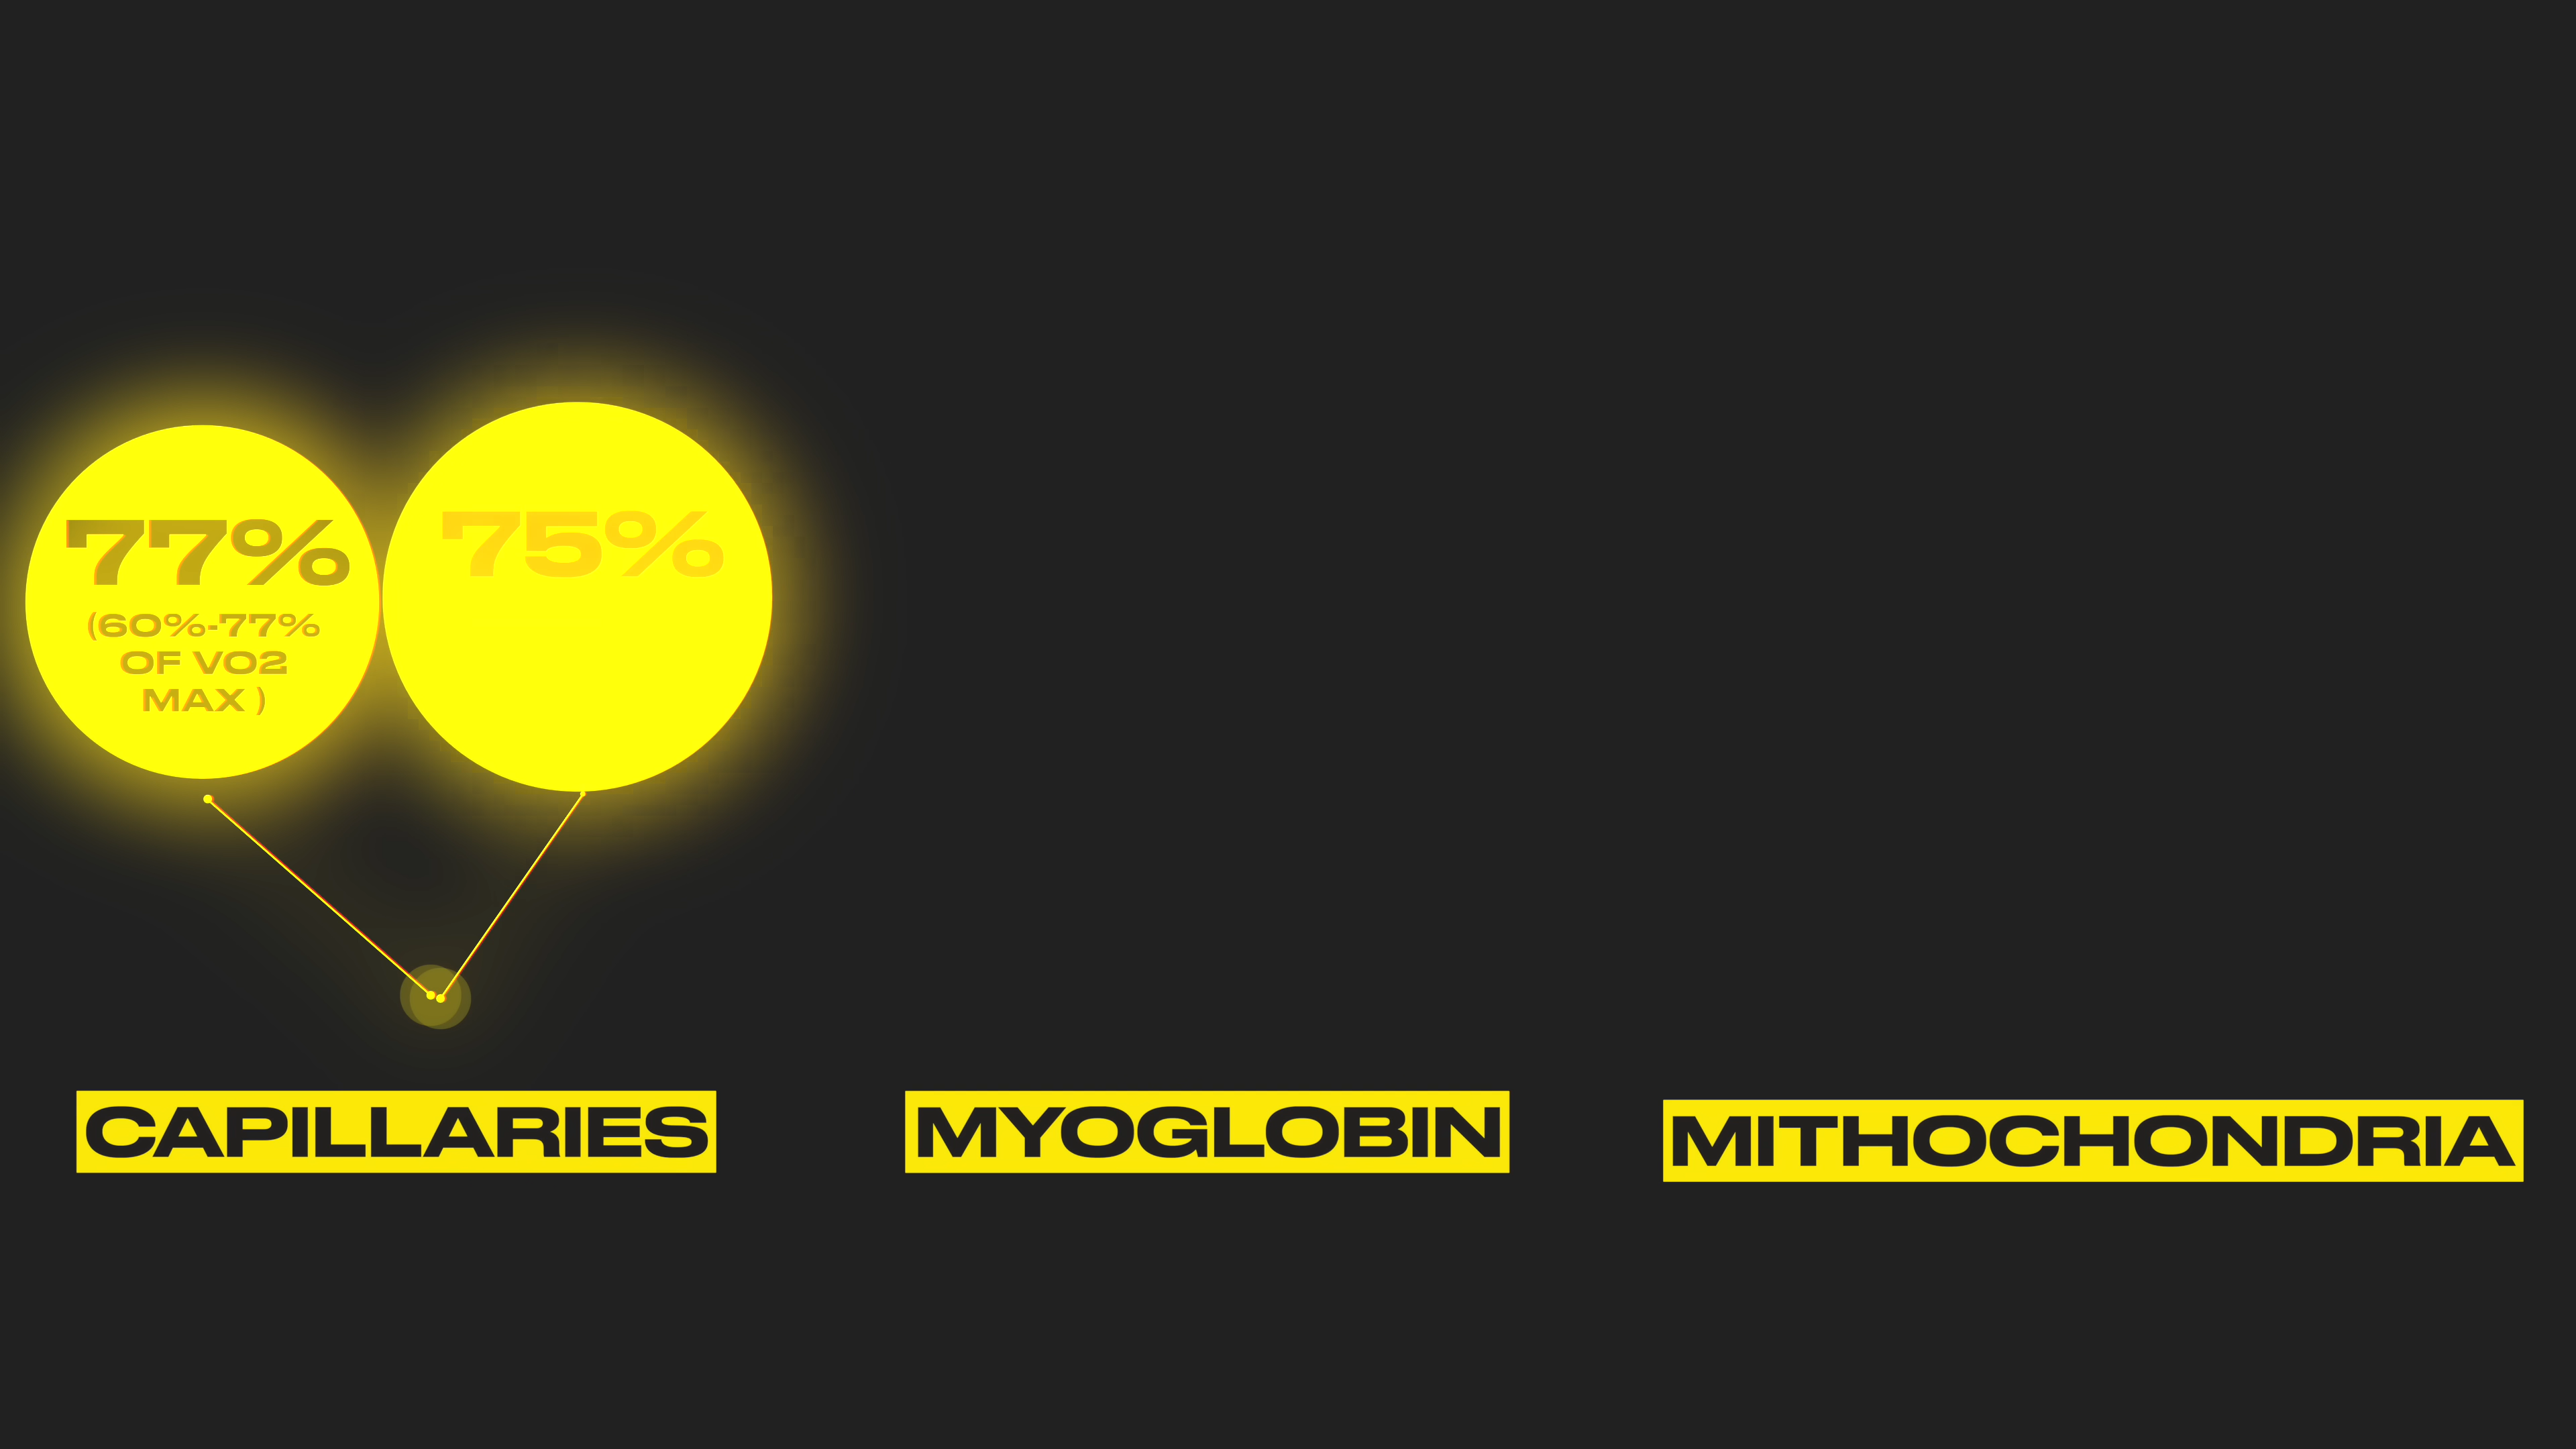 77%
(60%-77%
OF VO2
MAX )
75%
CAPILLARIES
MYOGLOBIN
MITHOCHONDRIA